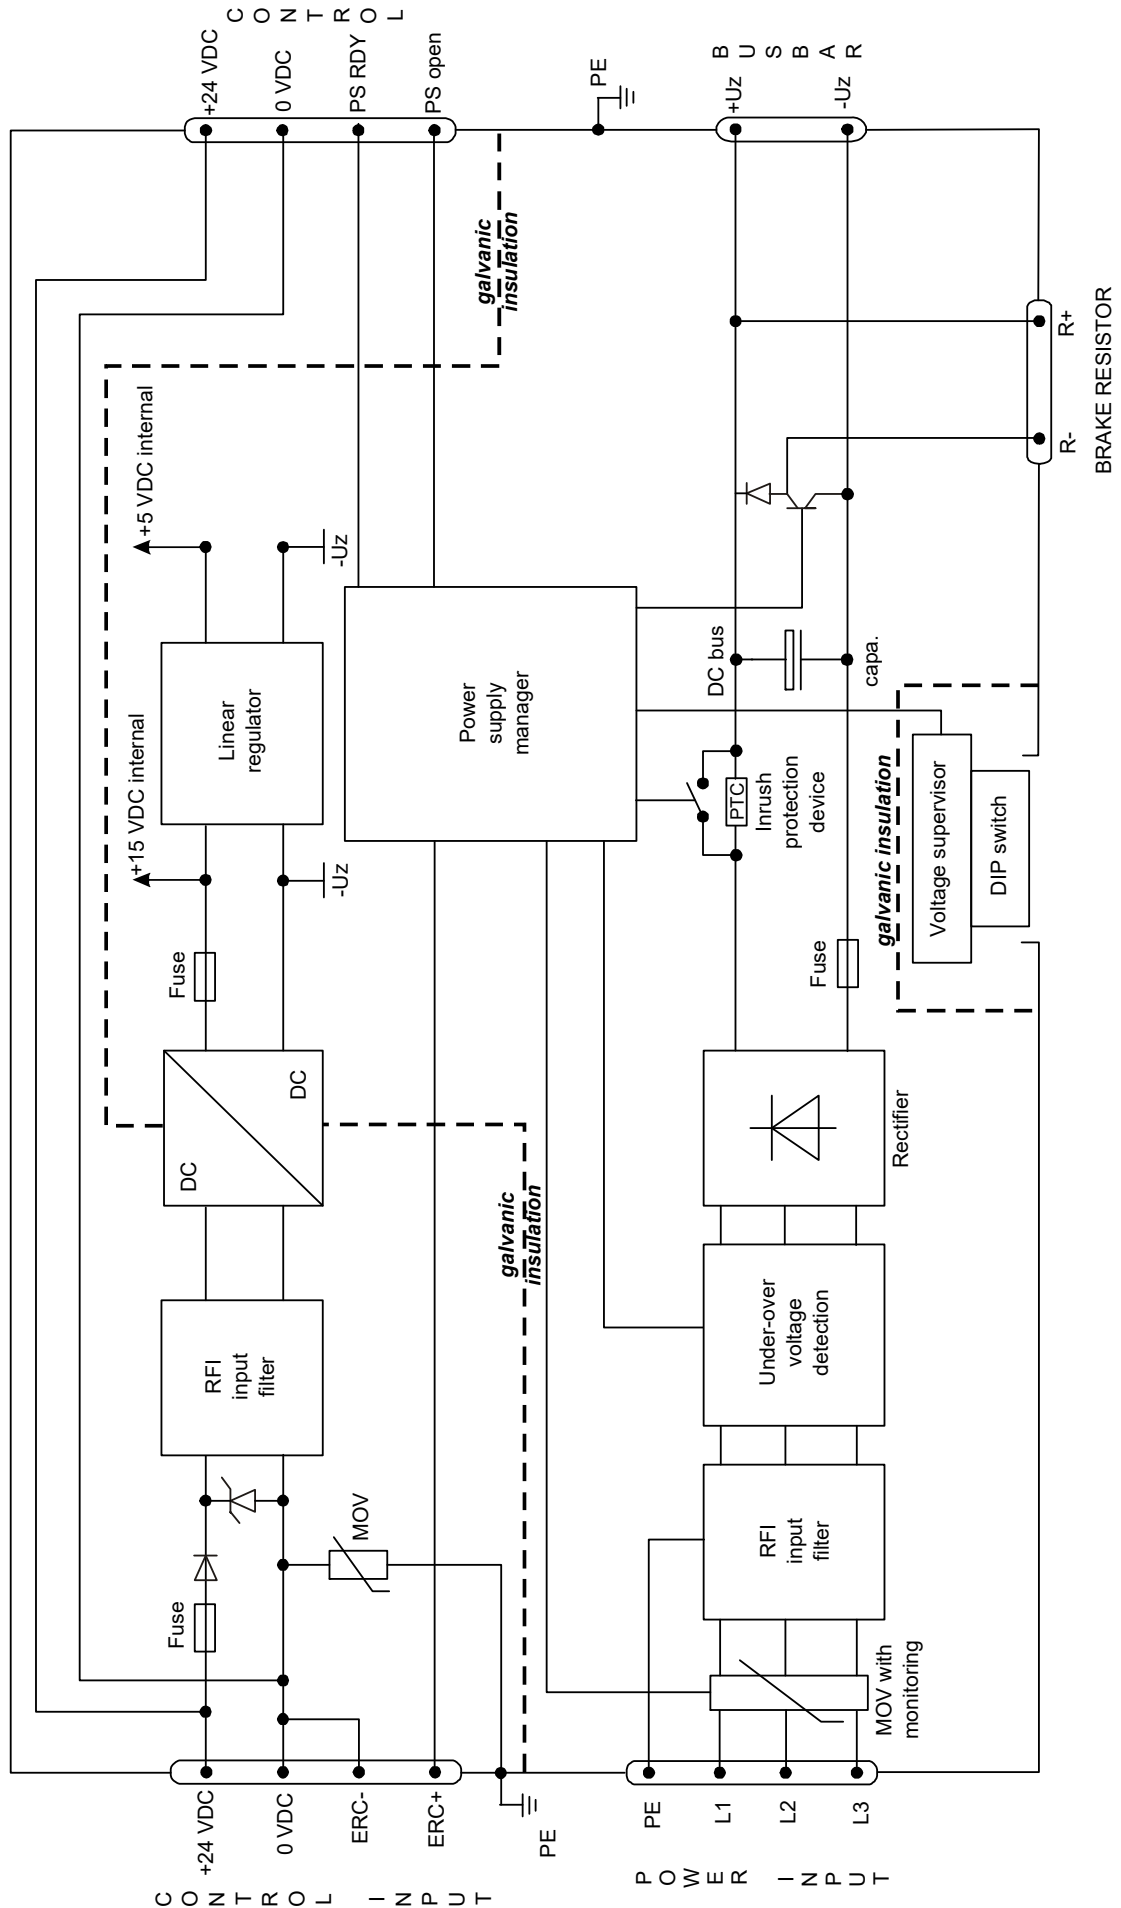 CONTROL
+24 VDC
0 VDC
PS RDY
PS open
PE
BUSBAR
+Uz
-Uz
galvanic
insulation
+5 VDC internal
-Uz
Linear
regulator
+15 VDC internal
-Uz
Fuse
DC
DC
RFI
input
filter
MOV
Fuse
Power
supply
manager
R+
R-
BRAKE RESISTOR
DC bus
capa.
PTC
Inrush
protection
device
galvanic insulation
Voltage supervisor
DIP switch
Fuse
Rectifier
galvanic
insulation
Under-over
voltage
detection
RFI
input
filter
MOV with
monitoring
+24 VDC
0 VDC
ERC-
ERC+
PE
CONTROL INPUT
PE
L1
L2
L3
POWER INPUT